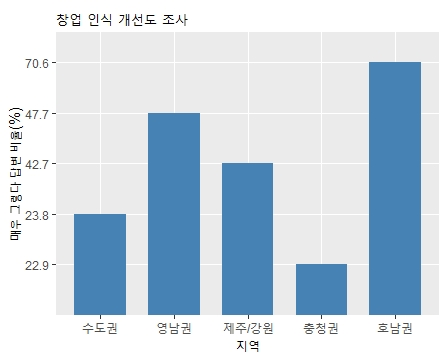 창업 인식 개선도 조사
매우 그렇다 답변 비율(%)
70.6
47.7
42.7
23.8
22.9
수도권 영남권 제주/강원 충청권 호남권
지역